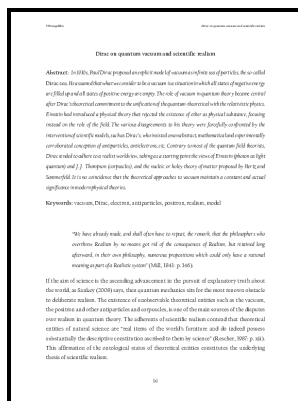 Dirac on quantum vacuum and scientific realism
Dirac on quantum vacuum and scientific realism
Abstract: In 1930s, Paul Dirac proposed an explicit model of vacuum as infinite sea of particles, the so-called
Dirac sea. He assumed that what we consider to be a vacuum is a situation in which all states of negative energy
are filled up and all states of positive energy are empty. The role of vacuum in quantum theory became central
after Dirac's theoretical commitment to the unification of the quantum-theoretical with the relativistic physics.
Einstein had introduced a physical theory that rejected the existence of ether as physical substance, focusing
instead on the role of the field. The various disagreements to his theory were forcefully confronted by the
intervention of scientific models, such as Dirac's, who insisted on an abstract, mathematical and experimentally
corroborated conception of antiparticles, antielectrons, etc. Contrary to most of the quantum field theorists,
Dirac tended to adhere to a realist worldview, taking as a starting point the views of Einstein (photon as light
quantum) and J.J. Thompson (corpuscles), and the nucleic or holey theory of matter proposed by Hertz and
Sommerfeld. It is no coincidence that the theoretical approaches to vacuum maintain a constant and actual
significance in modern physical theories.
Keywords: vacuum, Dirac, electron, antiparticles, positron, realism, model
"We have already made, and shall often have to repeat, the remark, that the philosophers who
overthrow Realism by no means got rid of the consequences of Realism, but retained long
afterwards, in their own philosophy, numerous propositions which could only have a rational
meaning as part of a Realistic system" (Mill, 1843: p. 146).
If the aim of science is the ascending advancement in the pursuit of explanatory truth about
the world, as Saatsi (2008) says, then quantum mechanics aim for the most removed obstacle
to deliberate realism. The existence of unobservable theoretical entities such as the vacuum,
the positron and other antiparticles and corpuscles, is one of the main sources of the disputes
over realism in quantum theory. The adherents of scientific realism contend that theoretical
entities of natural science are "real items of the world's furniture and do indeed possess
substantially the descriptive constitution ascribed to them by science" (Rescher, 1987: p. xii).
This affirmation of the ontological status of theoretical entities constitutes the underlying
thesis of scientific realism.